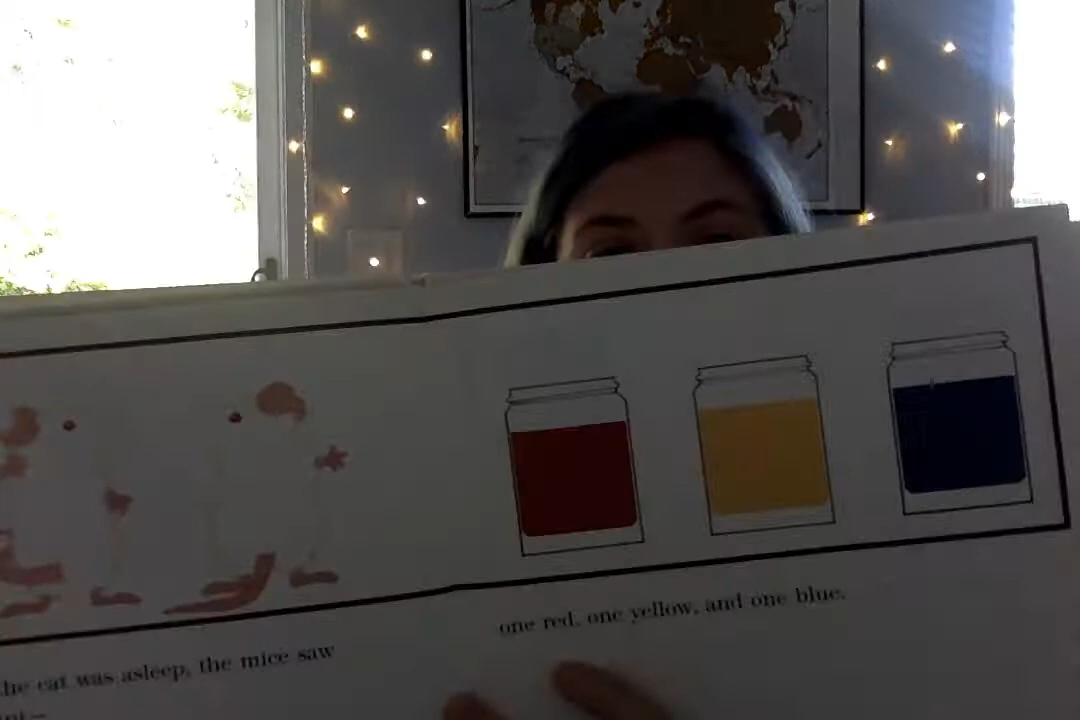 the cat was asleep, the mice saw
one red, one yellow, and one blue.